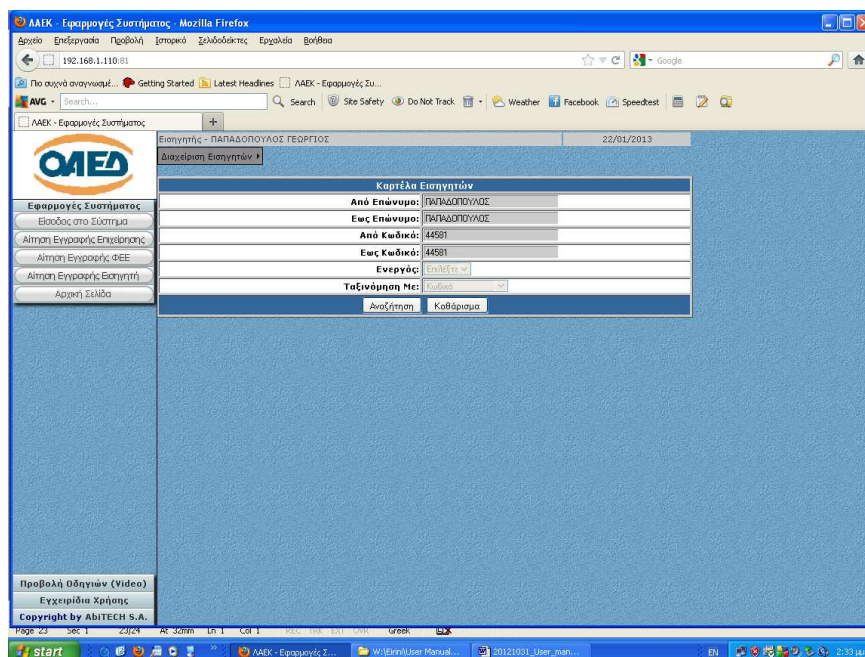 ΛΑΕΚ - Εφαρμογές Συστήματος - Mozilla Firefox
Αρχείο Επεξεργασία Προβολή Ιστορικό Σελιδοδείκτες Εργαλεία Βοήθεια
192.168.1.110:81 Google
Πιο συχνά αναγνωσμέ... Getting Started Latest Headlines ΛΑΕΚ - Εφαρμογές Συ...
AVG Search... Search Site Safety Do Not Track Weather Facebook Speedtest
ΛΑΕΚ - Εφαρμογές Συστήματος +
Εισηγητής - ΠΑΠΑΔΟΠΟΥΛΟΣ ΓΕΩΡΓΙΟΣ 22/01/2013
Διαχείριση Εισηγητών
ΟΑΕΔ
Εφαρμογές Συστήματος
Είσοδος στο Σύστημα
Αίτηση Εγγραφής Επιχείρησης
Αίτηση Εγγραφής ΦΕΕ
Αίτηση Εγγραφής Εισηγητή
Αρχική Σελίδα
Καρτέλα Εισηγητών
Από Επώνυμο: ΠΑΠΑΔΟΠΟΥΛΟΣ
Εως Επώνυμο: ΠΑΠΑΔΟΠΟΥΛΟΣ
Από Κωδικό: 44581
Εως Κωδικό: 44581
Ενεργός: Επιλέξτε
Ταξινόμηση Με: Κωδικό
Αναζήτηση Καθάρισμα
Προβολή Οδηγιών (Video)
Εγχειρίδια Χρήσης
Copyright by AbiTECH S.A.
Page 23 Sec 1 23/24 At 32mm Ln 1 Col 1 REC TRK EXT OVR Greek
start ΛΑΕΚ - Εφαρμογές Σ... W:\Eirini\User Manual... 20121031_User_man... EN 2:33 μμ